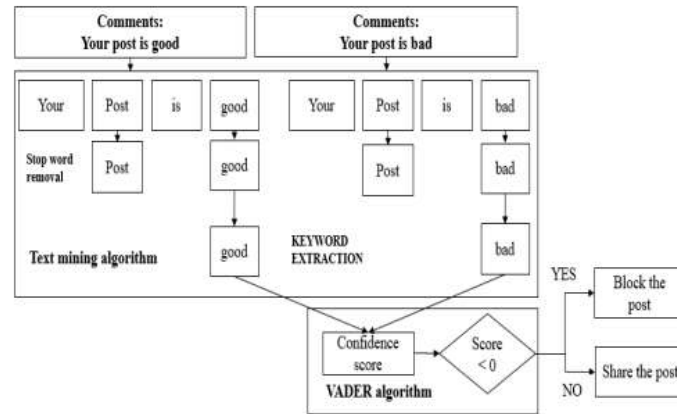 Comments:
Your post is good
Comments:
Your post is bad
Your
Post
is
good
Your
Post
is
bad
Stop word
removal
Post
good
Post
bad
Text mining algorithm
good
KEYWORD
EXTRACTION
bad
YES
Block the
post
Confidence
score
Score
< 0
NO
Share the post
VADER algorithm